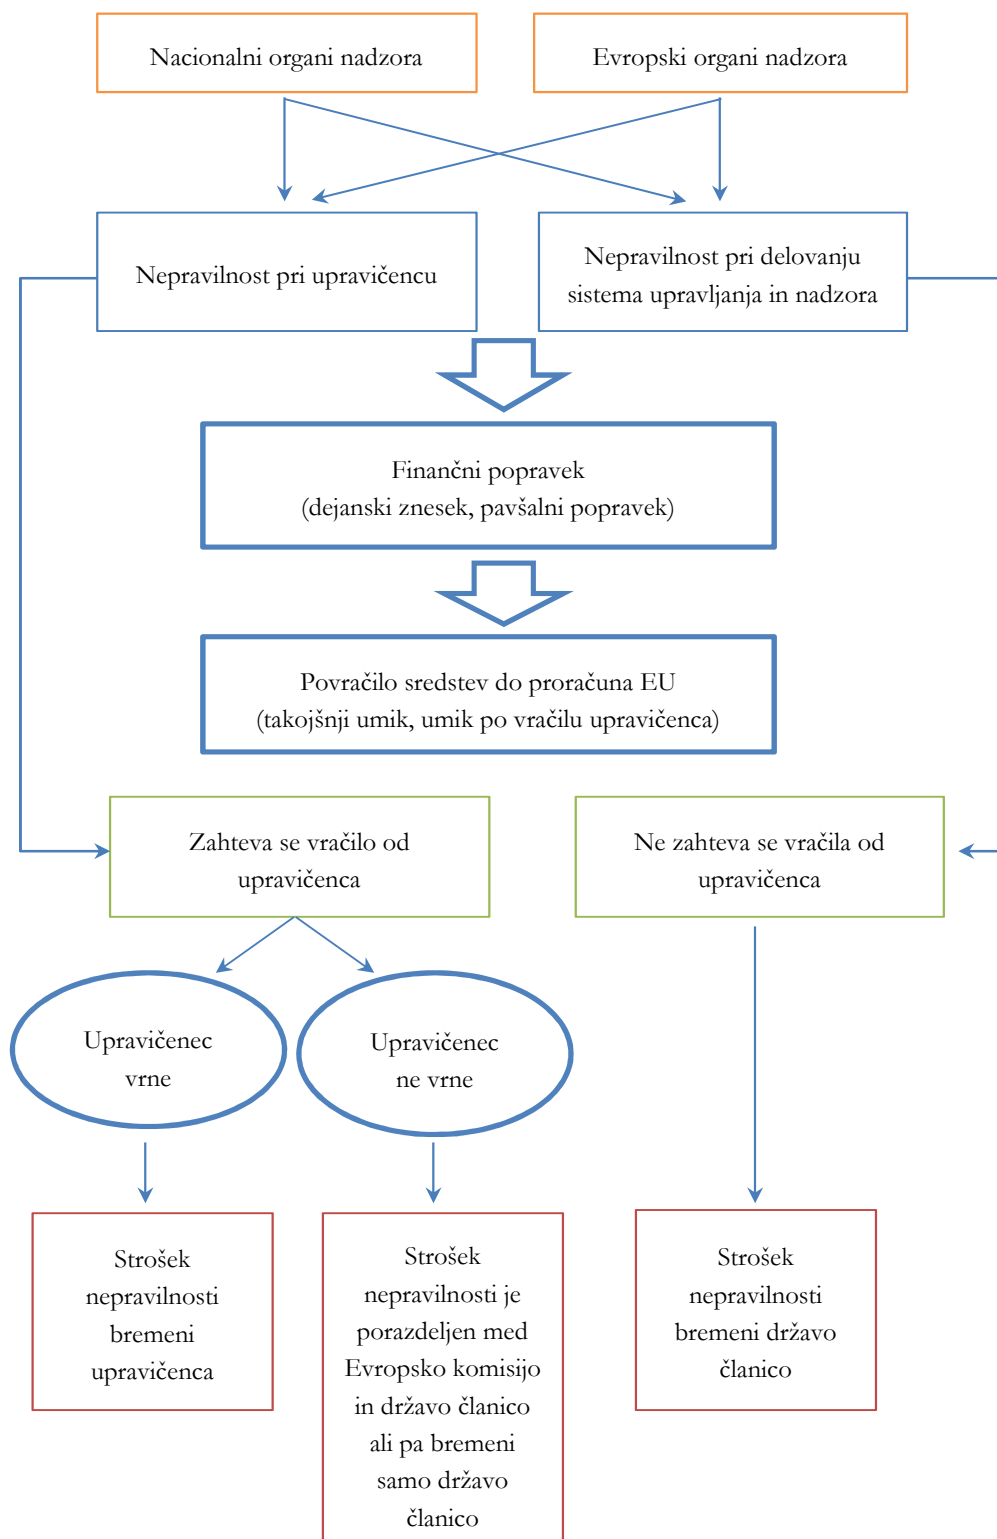 Nacionalni organi nadzora
Evropski organi nadzora
Nepravilnost pri upravičencu
Nepravilnost pri delovanju
sistema upravljanja in nadzora
Finančni popravek
(dejanski znesek, pavšalni popravek)
Povračilo sredstev do proračuna EU
(takojšnji umik, umik po vračilu upravičenca)
Zahteva se vračilo od
upravičenca
Ne zahteva se vračila od
upravičenca
Upravičenec
vrne
Upravičenec
ne vrne
Strošek
nepravilnosti
bremeni
upravičenca
Strošek
nepravilnosti je
porazdeljen med
Evropsko komisijo
in državo članico
ali pa bremeni
samo državo
članico
Strošek
nepravilnosti
bremeni državo
članico